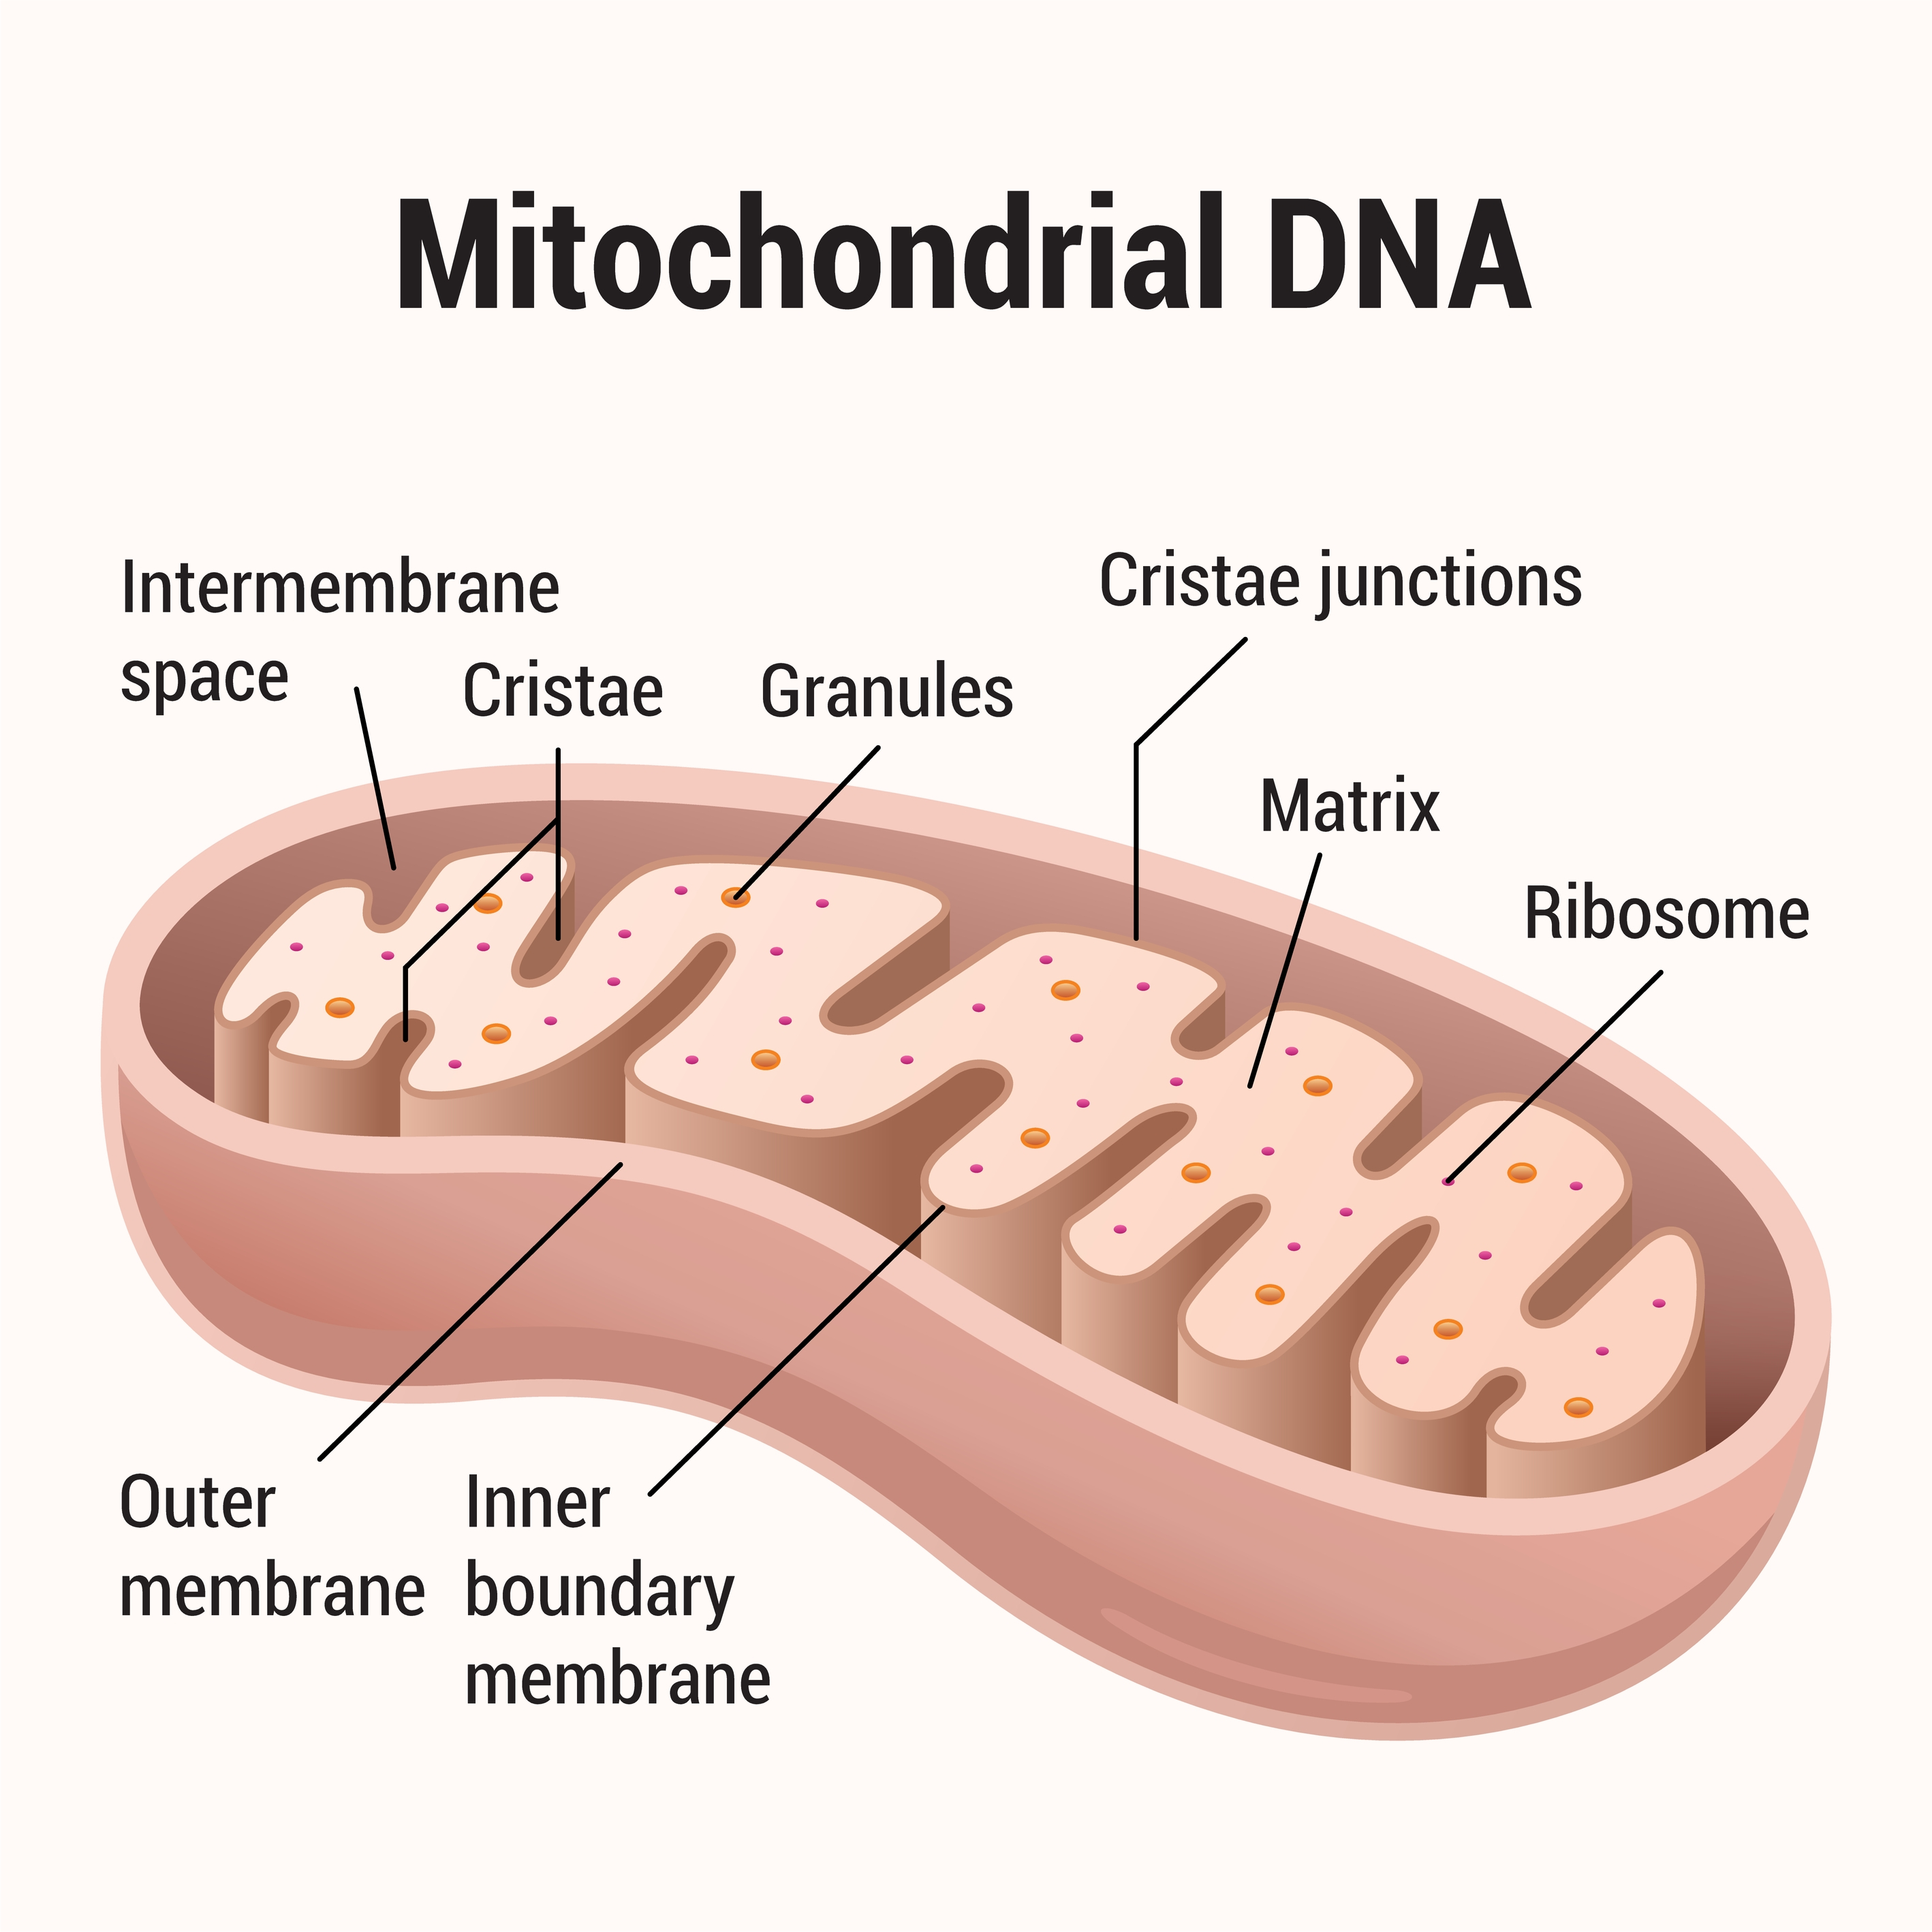 Mitochondrial DNA
Intermembrane
space
Cristae
Granules
Cristae junctions
Matrix
Ribosome
Outer
membrane
Inner
boundary
membrane